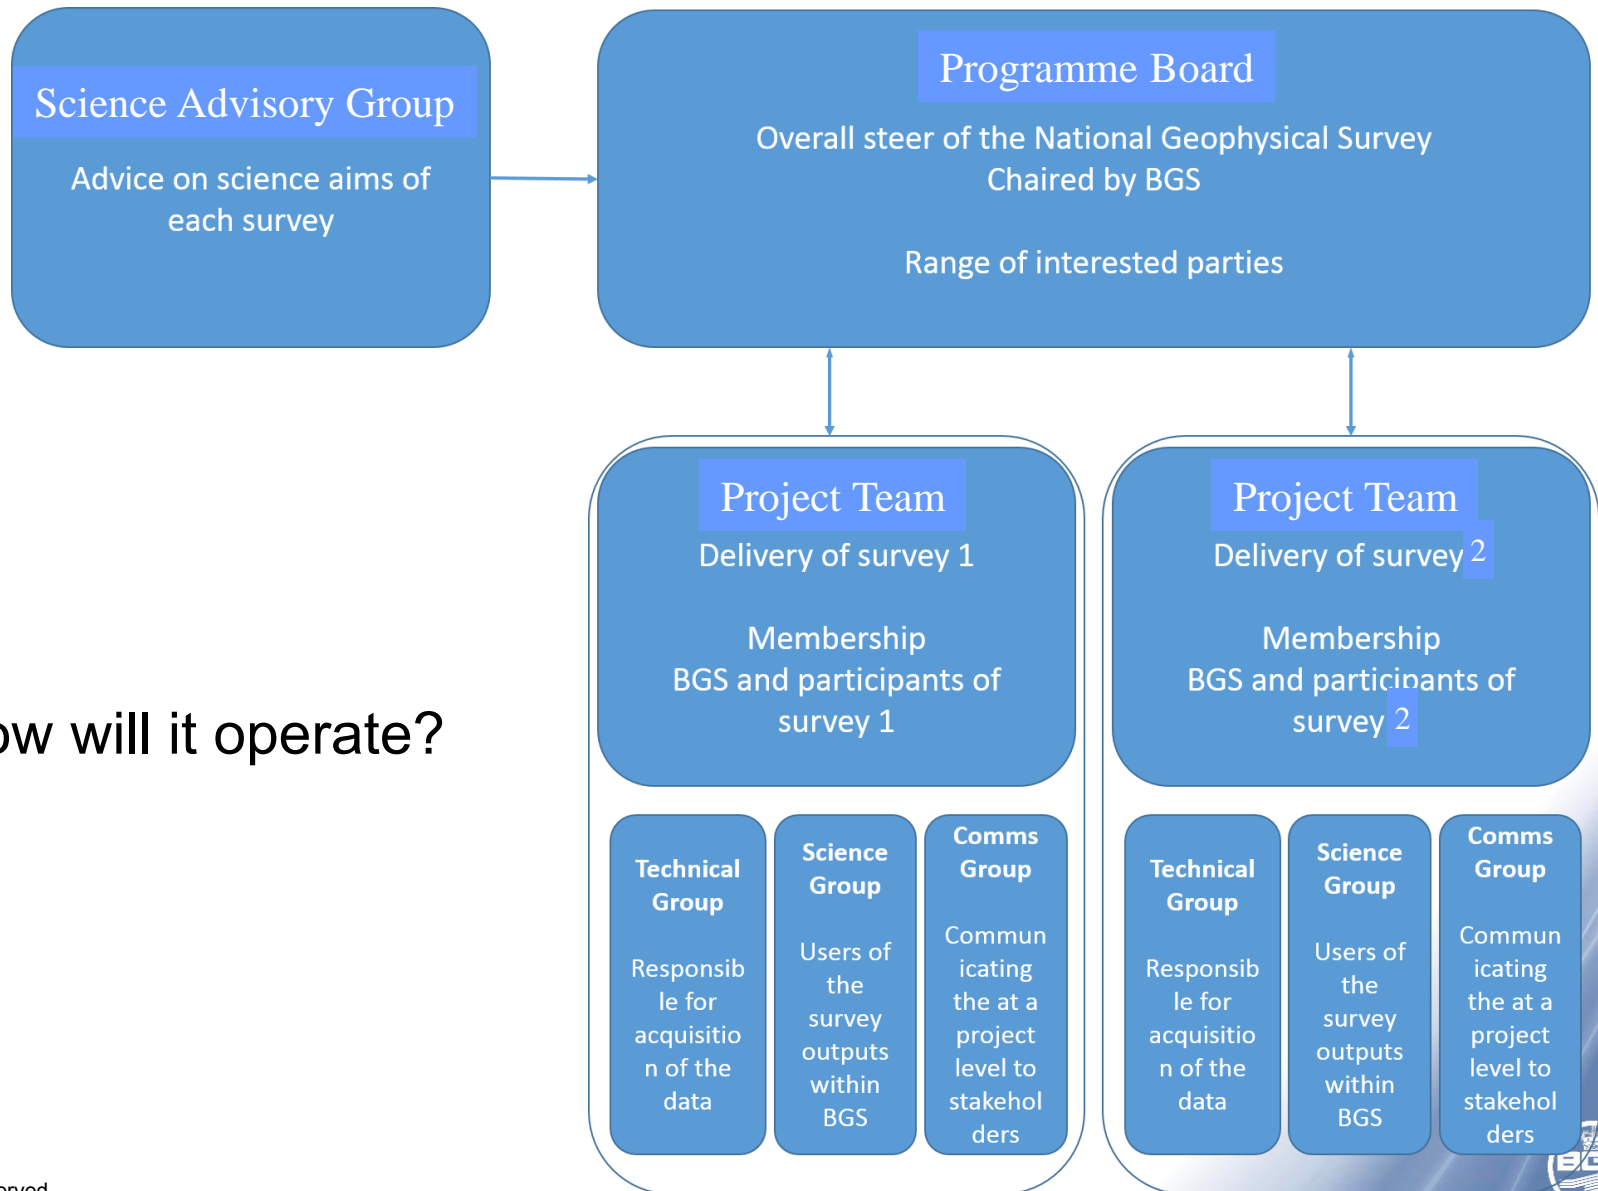 Science Advisory Group
Advice on science aims of
each survey
Programme Board
Overall steer of the National Geophysical Survey
Chaired by BGS
Range of interested parties
Project Team
Delivery of survey 1
Membership
BGS and participants of
survey 1
Project Team
Delivery of survey 2
Membership
BGS and participants of
survey 2
ow will it operate?
Technical
Group
Responsib
le for
acquisitio
n of the
data
Science
Group
Users of
the
survey
outputs
within
BGS
Comms
Group
Commun
icating
the at a
project
level to
stakehol
ders
Technical
Group
Responsib
le for
acquisitio
n of the
data
Science
Group
Users of
the
survey
outputs
within
BGS
Comms
Group
Commun
icating
the at a
project
level to
stakehol
ders